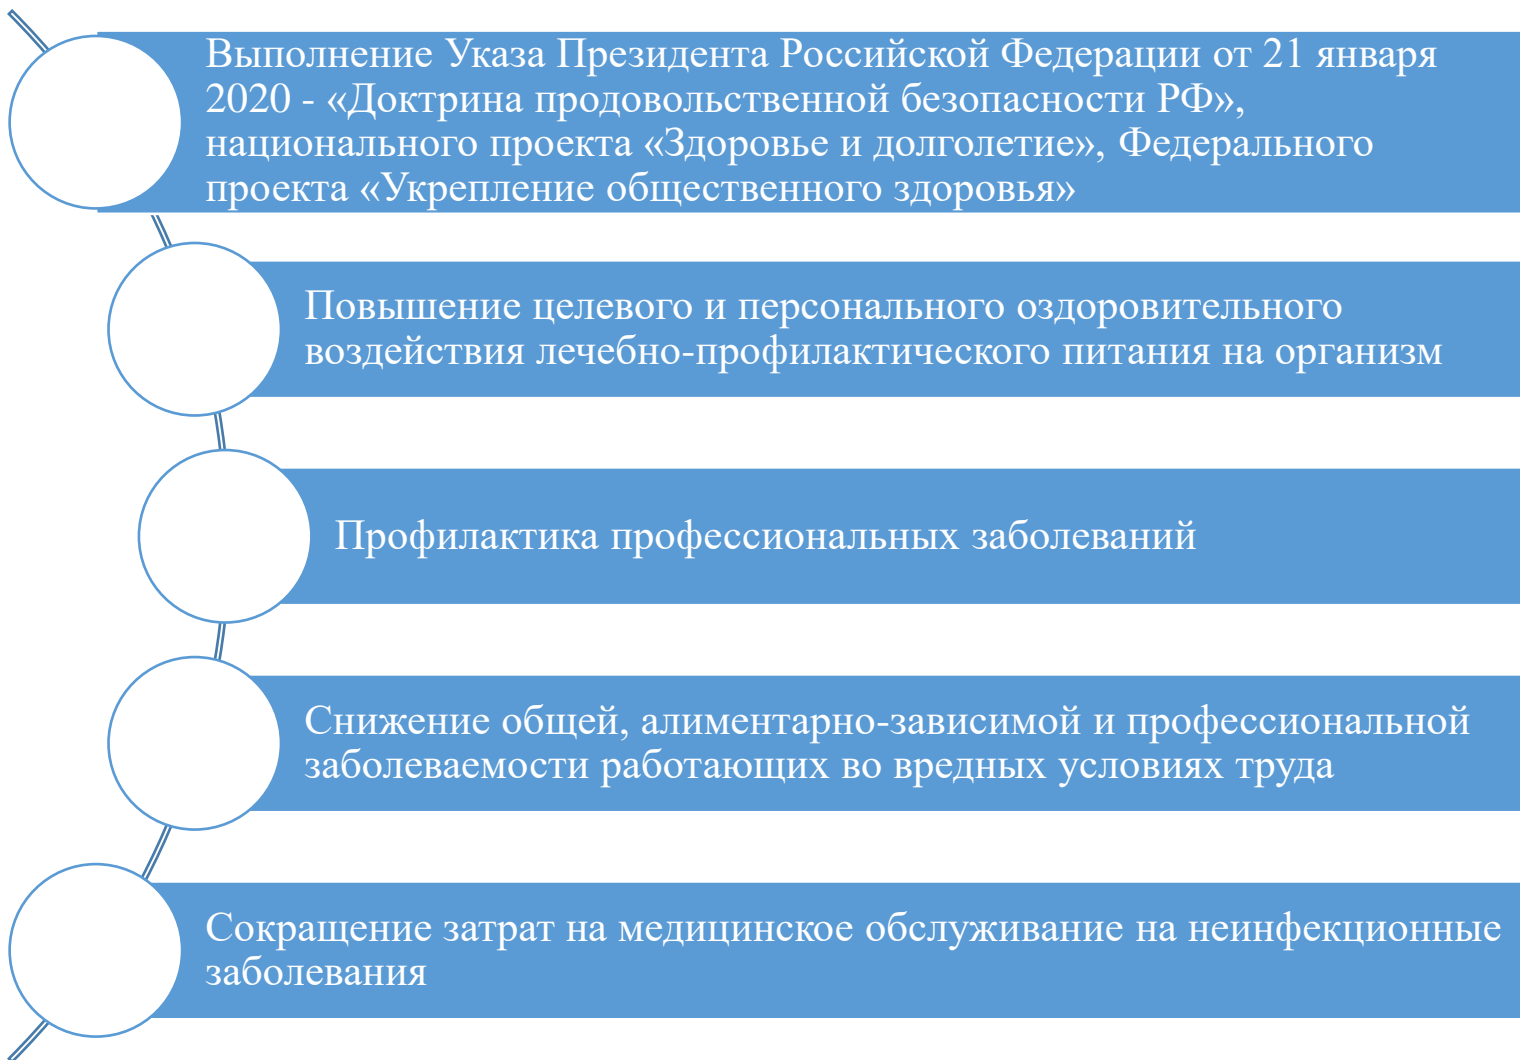 Выполнение Указа Президента Российской Федерации от 21 января
2020 - «Доктрина продовольственной безопасности РФ»,
национального проекта «Здоровье и долголетие», Федерального
проекта «Укрепление общественного здоровья»
Повышение целевого и персонального оздоровительного
воздействия лечебно-профилактического питания на организм
Профилактика профессиональных заболеваний
Снижение общей, алиментарно-зависимой и профессиональной
заболеваемости работающих во вредных условиях труда
Сокращение затрат на медицинское обслуживание на неинфекционные
заболевания